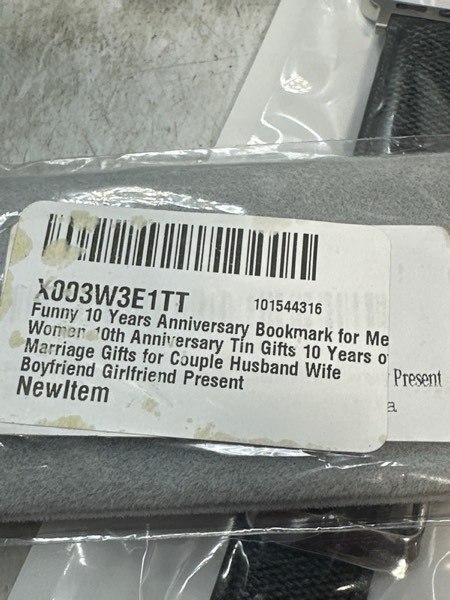 X003W3E1TT 101544316
Funny 10 Years Anniversary Bookmark for Me
Women 10th Anniversary Tin Gifts 10 Years o
Marriage Gifts for Couple Husband Wife
Boyfriend Girlfriend Present
NewItem
Present
a